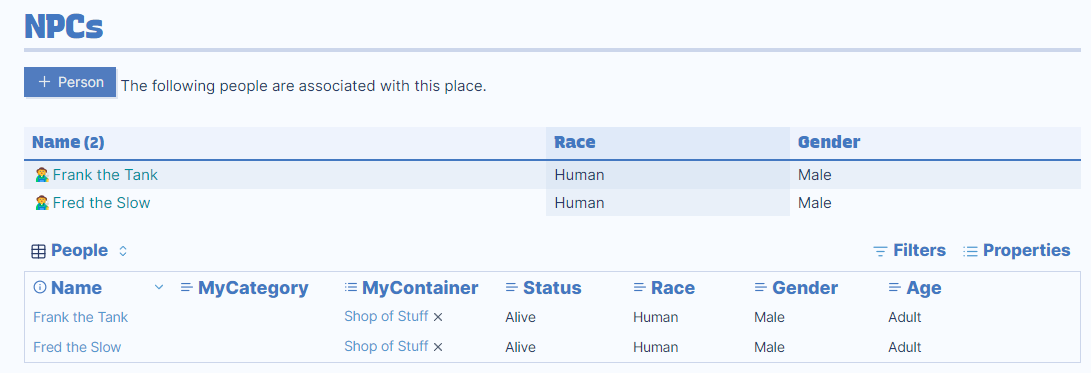 NPCs
+ Person The following people are associated with this place.
Name (2) Race Gender
Frank the Tank Human Male
Fred the Slow Human Male
People Filters Properties
Name MyCategory MyContainer Status Race Gender Age
Frank the Tank Shop of Stuff × Alive Human Male Adult
Fred the Slow Shop of Stuff × Alive Human Male Adult